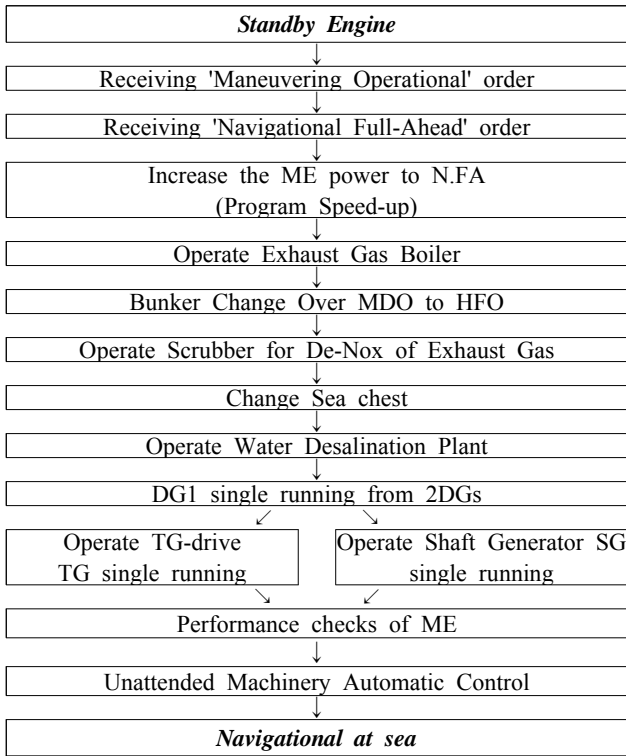 Standby Engine
↓
Receiving 'Maneuvering Operational' order
↓
Receiving 'Navigational Full-Ahead' order
↓
Increase the ME power to N.FA
(Program Speed-up)
↓
Operate Exhaust Gas Boiler
↓
Bunker Change Over MDO to HFO
↓
Operate Scrubber for De-Nox of Exhaust Gas
↓
Change Sea chest
↓
Operate Water Desalination Plant
↓
DG1 single running from 2DGs
↙ ↘
Operate TG-drive
TG single running
Operate Shaft Generator SG
single running
↘ ↙
Performance checks of ME
↓
Unattended Machinery Automatic Control
↓
Navigational at sea